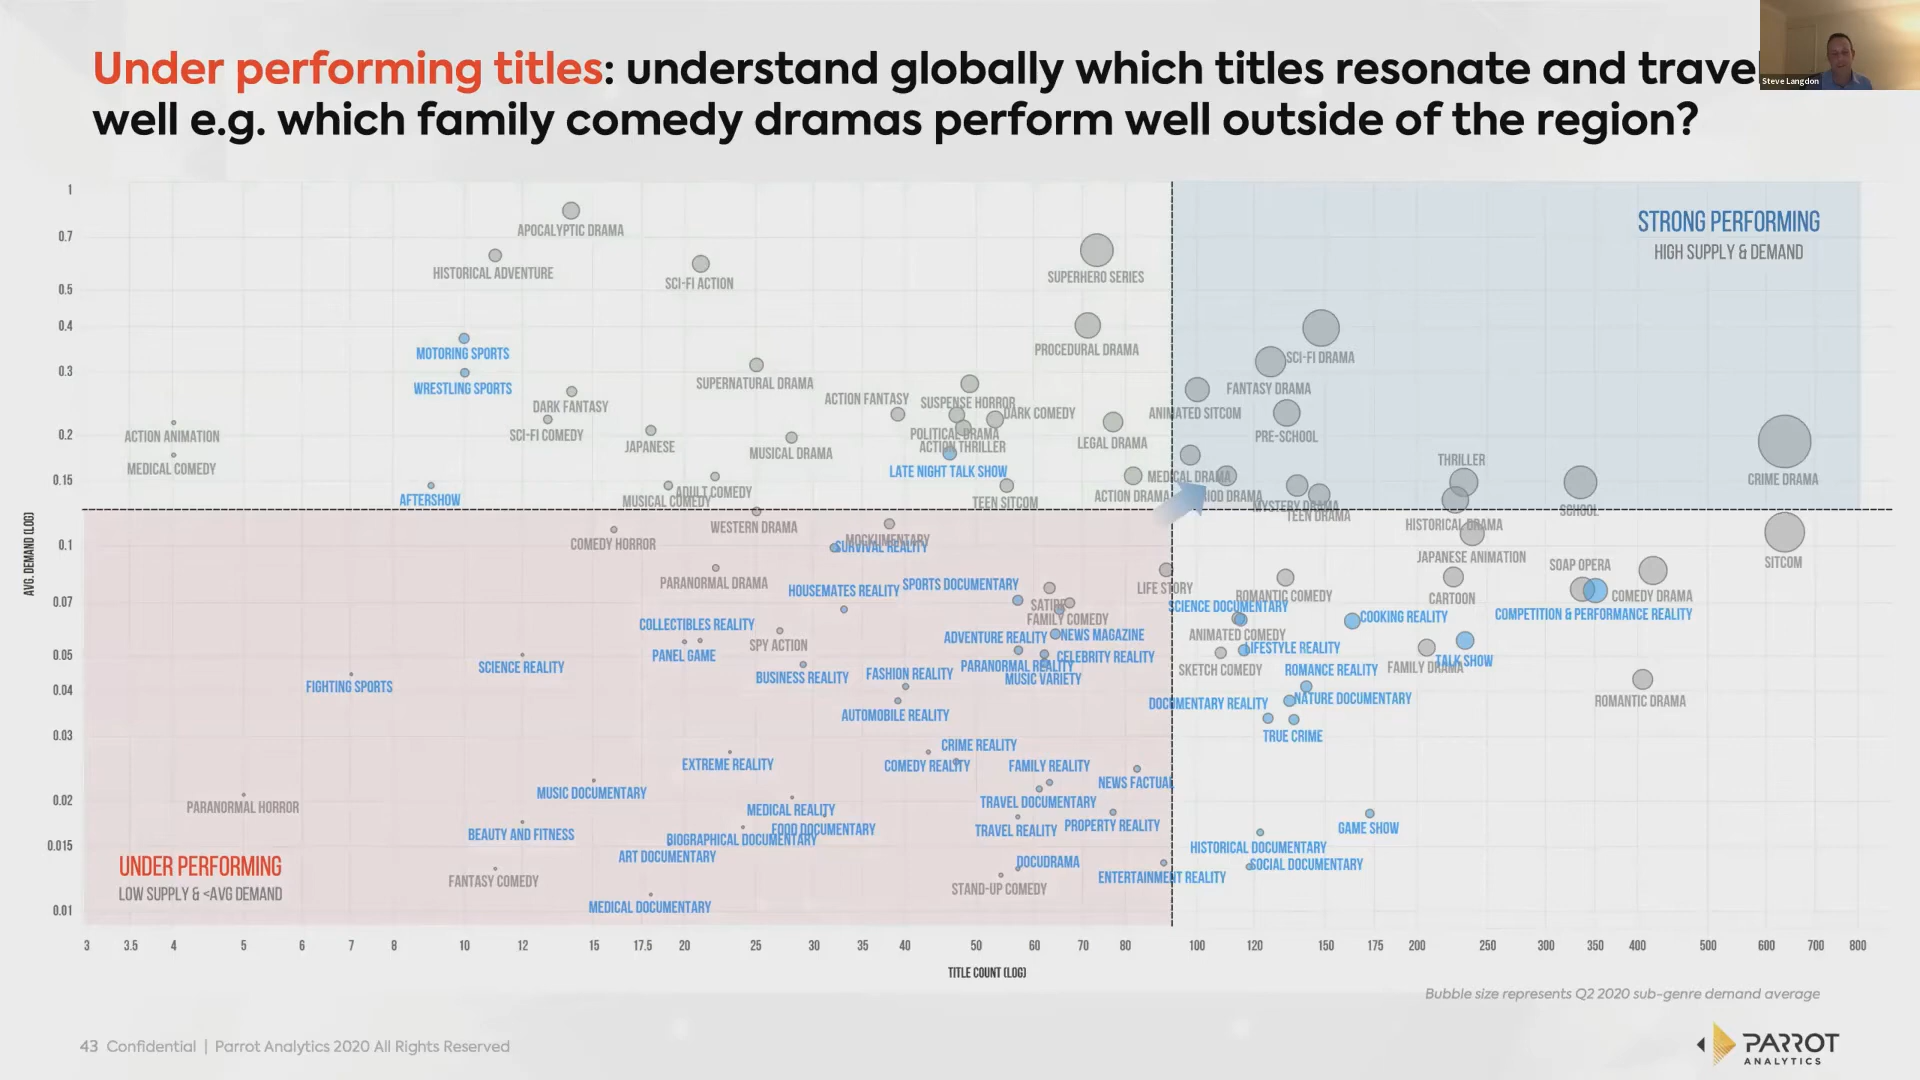 Under performing titles: understand globally which titles resonate and trave
well e.g. which family comedy dramas perform well outside of the region?
Steve Langdon
STRONG PERFORMING
HIGH SUPPLY & DEMAND
1
0.7
0.5
0.4
0.3
0.2
0.15
0.1
0.07
0.05
0.04
0.03
0.02
0.015
0.01
AVG. DEMAND (LOG)
APOCALYPTIC DRAMA
HISTORICAL ADVENTURE
SCI-FI ACTION
SUPERHERO SERIES
PROCEDURAL DRAMA
MOTORING SPORTS
WRESTLING SPORTS
SUPERNATURAL DRAMA
SCI-FI DRAMA
FANTASY DRAMA
DARK FANTASY
ACTION FANTASY
SUSPENSE HORROR
DARK COMEDY
ANIMATED SITCOM
ACTION ANIMATION
SCI-FI COMEDY
JAPANESE
MUSICAL DRAMA
POLITICAL DRAMA
ACTION THRILLER
LEGAL DRAMA
PRE-SCHOOL
MEDICAL COMEDY
LATE NIGHT TALK SHOW
MEDICAL DRAMA
THRILLER
CRIME DRAMA
AFTERSHOW
MUSICAL COMEDY
ADULT COMEDY
TEEN SITCOM
ACTION DRAMA
RIOD DRAMA
MYSTERY DRAMA
TEEN DRAMA
SCHOOL
WESTERN DRAMA
HISTORICAL DRAMA
COMEDY HORROR
MOCKUMENTARY
SURVIVAL REALITY
JAPANESE ANIMATION
SITCOM
PARANORMAL DRAMA
HOUSEMATES REALITY
SPORTS DOCUMENTARY
LIFE STORY
ROMANTIC COMEDY
CARTOON
SOAP OPERA
COMEDY DRAMA
SATIRE
FAMILY COMEDY
SCIENCE DOCUMENTARY
COOKING REALITY
COMPETITION & PERFORMANCE REALITY
COLLECTIBLES REALITY
SPY ACTION
ADVENTURE REALITY
NEWS MAGAZINE
ANIMATED COMEDY
LIFESTYLE REALITY
SCIENCE REALITY
PANEL GAME
BUSINESS REALITY
FASHION REALITY
PARANORMAL REALITY
CELEBRITY REALITY
MUSIC VARIETY
SKETCH COMEDY
ROMANCE REALITY
FAMILY DRAMA
TALK SHOW
FIGHTING SPORTS
AUTOMOBILE REALITY
DOCUMENTARY REALITY
NATURE DOCUMENTARY
ROMANTIC DRAMA
TRUE CRIME
EXTREME REALITY
CRIME REALITY
COMEDY REALITY
FAMILY REALITY
NEWS FACTUAL
MUSIC DOCUMENTARY
PARANORMAL HORROR
MEDICAL REALITY
TRAVEL DOCUMENTARY
BEAUTY AND FITNESS
FOOD DOCUMENTARY
BIOGRAPHICAL DOCUMENTARY
TRAVEL REALITY
PROPERTY REALITY
GAME SHOW
ART DOCUMENTARY
HISTORICAL DOCUMENTARY
DOCUDRAMA
SOCIAL DOCUMENTARY
UNDER PERFORMING
LOW SUPPLY & <AVG DEMAND
FANTASY COMEDY
STAND-UP COMEDY
ENTERTAINMENT REALITY
MEDICAL DOCUMENTARY
3 3.5 4 5 6 7 8 10 12 15 17.5 20 25 30 35 40 50 60 70 80 100 120 150 175 200 250 300 350 400 500 600 700 800
TITLE COUNT (LOG)
Bubble size represents Q2 2020 sub-genre demand average
43 Confidential | Parrot Analytics 2020 All Rights Reserved
PARROT
ANALYTICS